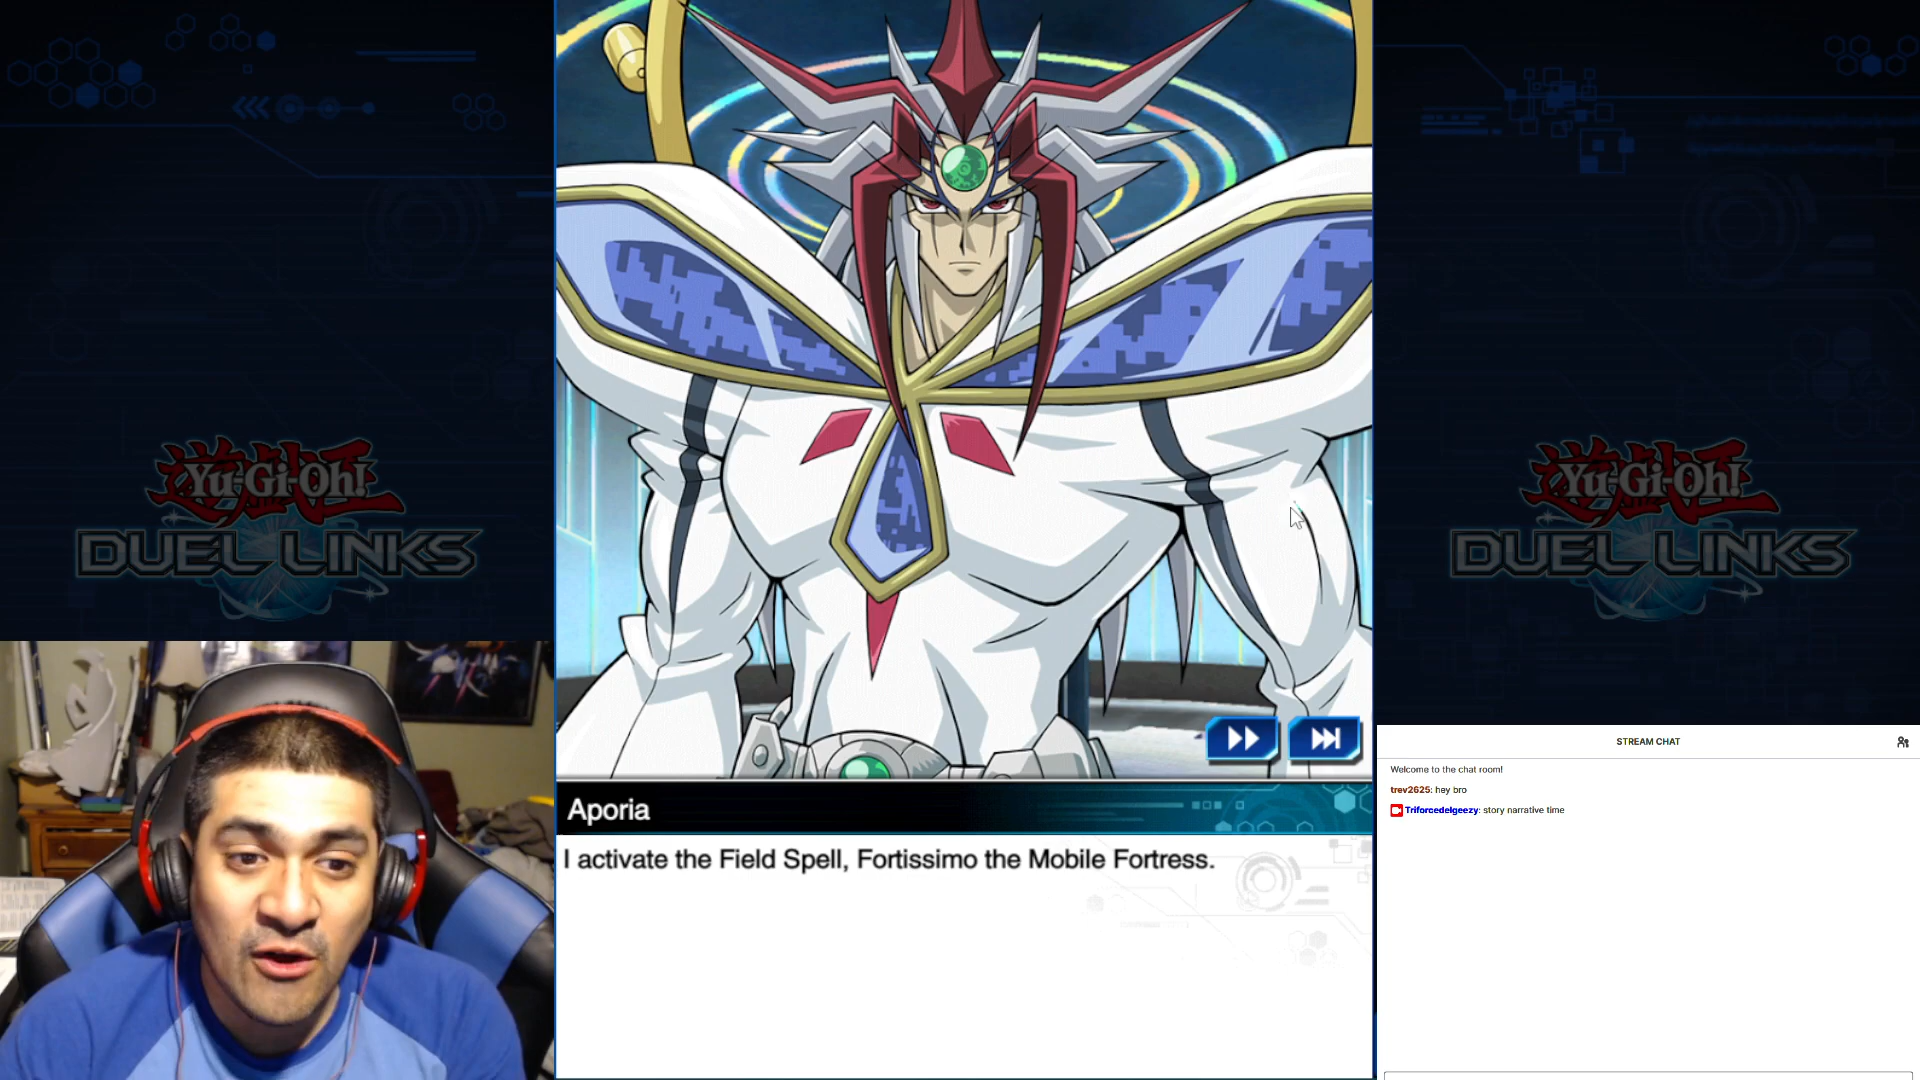 Yu-Gi-Oh!
DUEL LINKS
Yu-Gi-Oh!
DUEL LINKS
Aporia
I activate the Field Spell, Fortissimo the Mobile Fortress.
STREAM CHAT
Welcome to the chat room!
trev2625: hey bro
Triforcedelgeezy: story narrative time